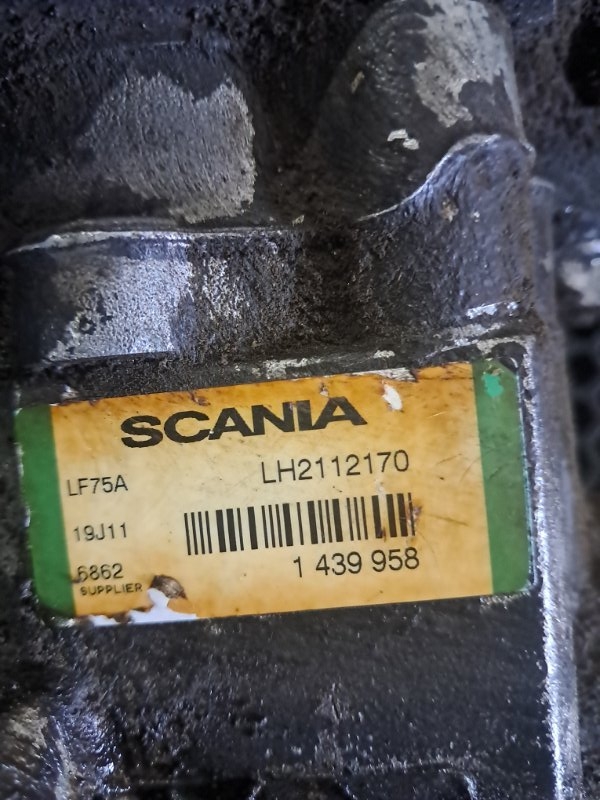 SCANIA
LF75A LH2112170
19J11
6862 1 439 958
SUPPLIER